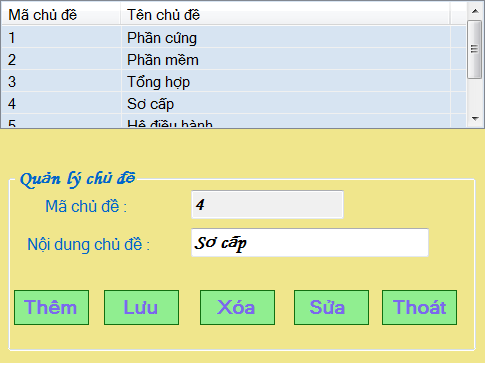 Mã chủ đề Tên chủ đề
1 Phần cứng
2 Phần mềm
3 Tổng hợp
4 Sơ cấp
5 Hệ điều hành
Quản lý chủ đề
Mã chủ đề : 4
Nội dung chủ đề : Sơ cấp
Thêm Lưu Xóa Sửa Thoát